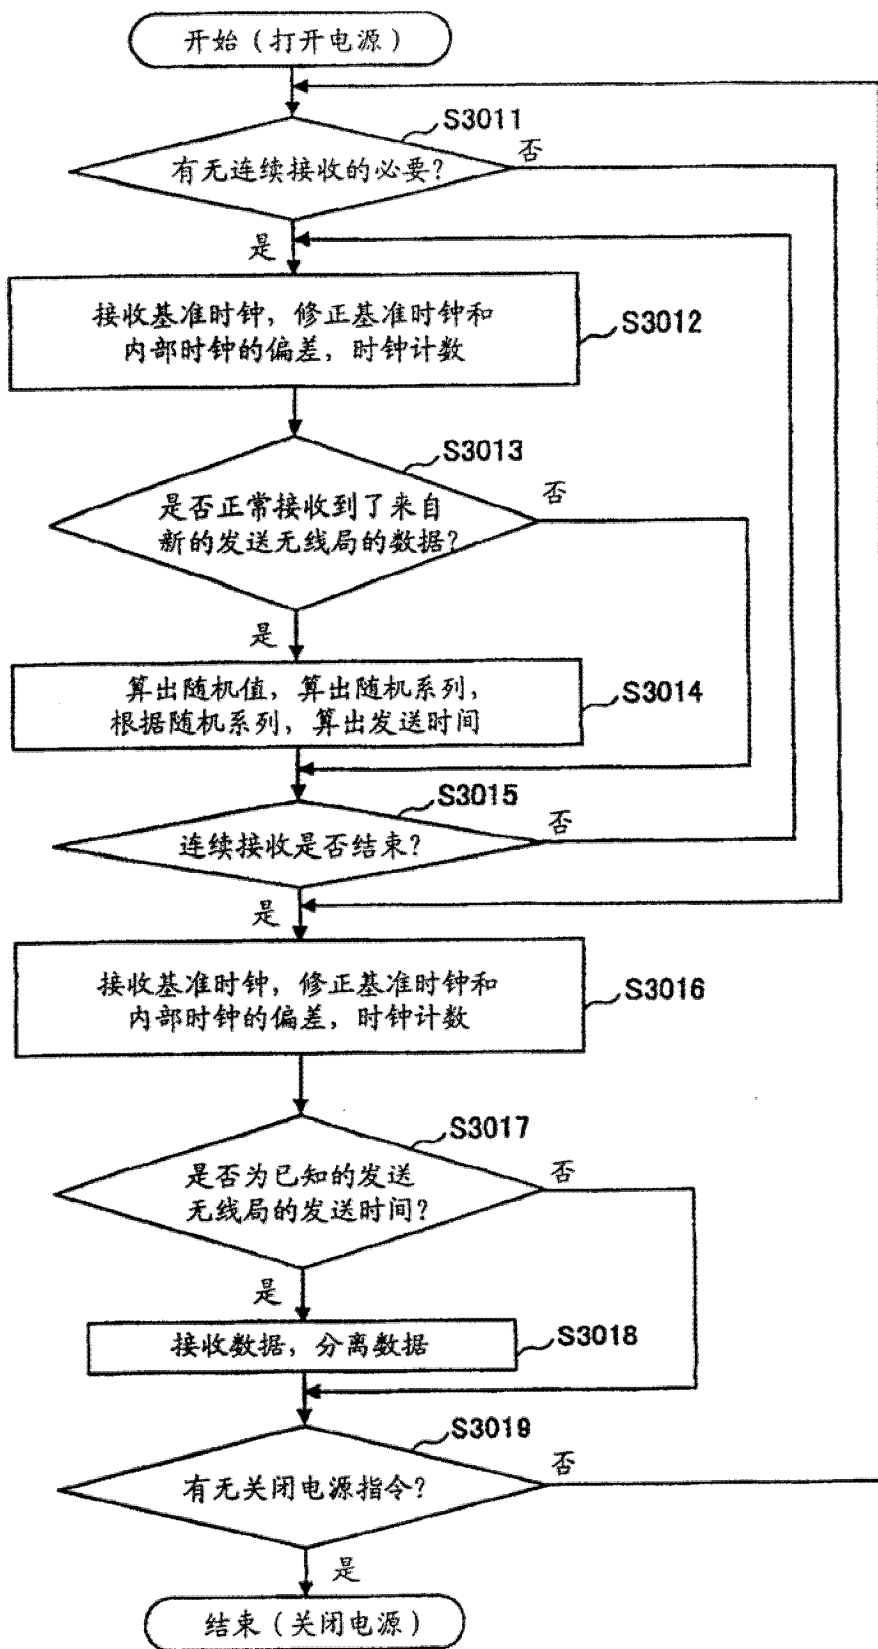 开始（打开电源）
S3011
有无连续接收的必要？
否
是
接收基准时钟，修正基准时钟和
内部时钟的偏差，时钟计数
S3012
S3013
是否正常接收到了来自
新的发送无线局的数据？
否
是
算出随机值，算出随机系列，
根据随机系列，算出发送时间
S3014
S3015
连续接收是否结束？
否
是
接收基准时钟，修正基准时钟和
内部时钟的偏差，时钟计数
S3016
S3017
是否为已知的发送
无线局的发送时间？
否
是
接收数据，分离数据
S3018
S3019
有无关闭电源指令？
否
是
结束（关闭电源）